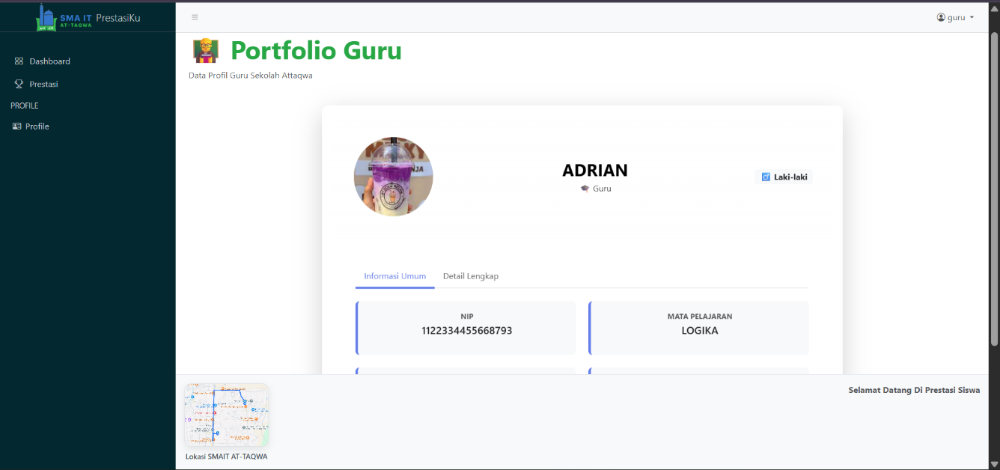 SMA IT
AT-TAQWA
PrestasiKu
guru
Dashboard
Prestasi
PROFILE
Profile
Portfolio Guru
Data Profil Guru Sekolah Attaqwa
ADRIAN
Guru
Laki-laki
Informasi Umum
Detail Lengkap
NIP
1122334455668793
MATA PELAJARAN
LOGIKA
Selamat Datang Di Prestasi Siswa
Lokasi SMAIT AT-TAQWA